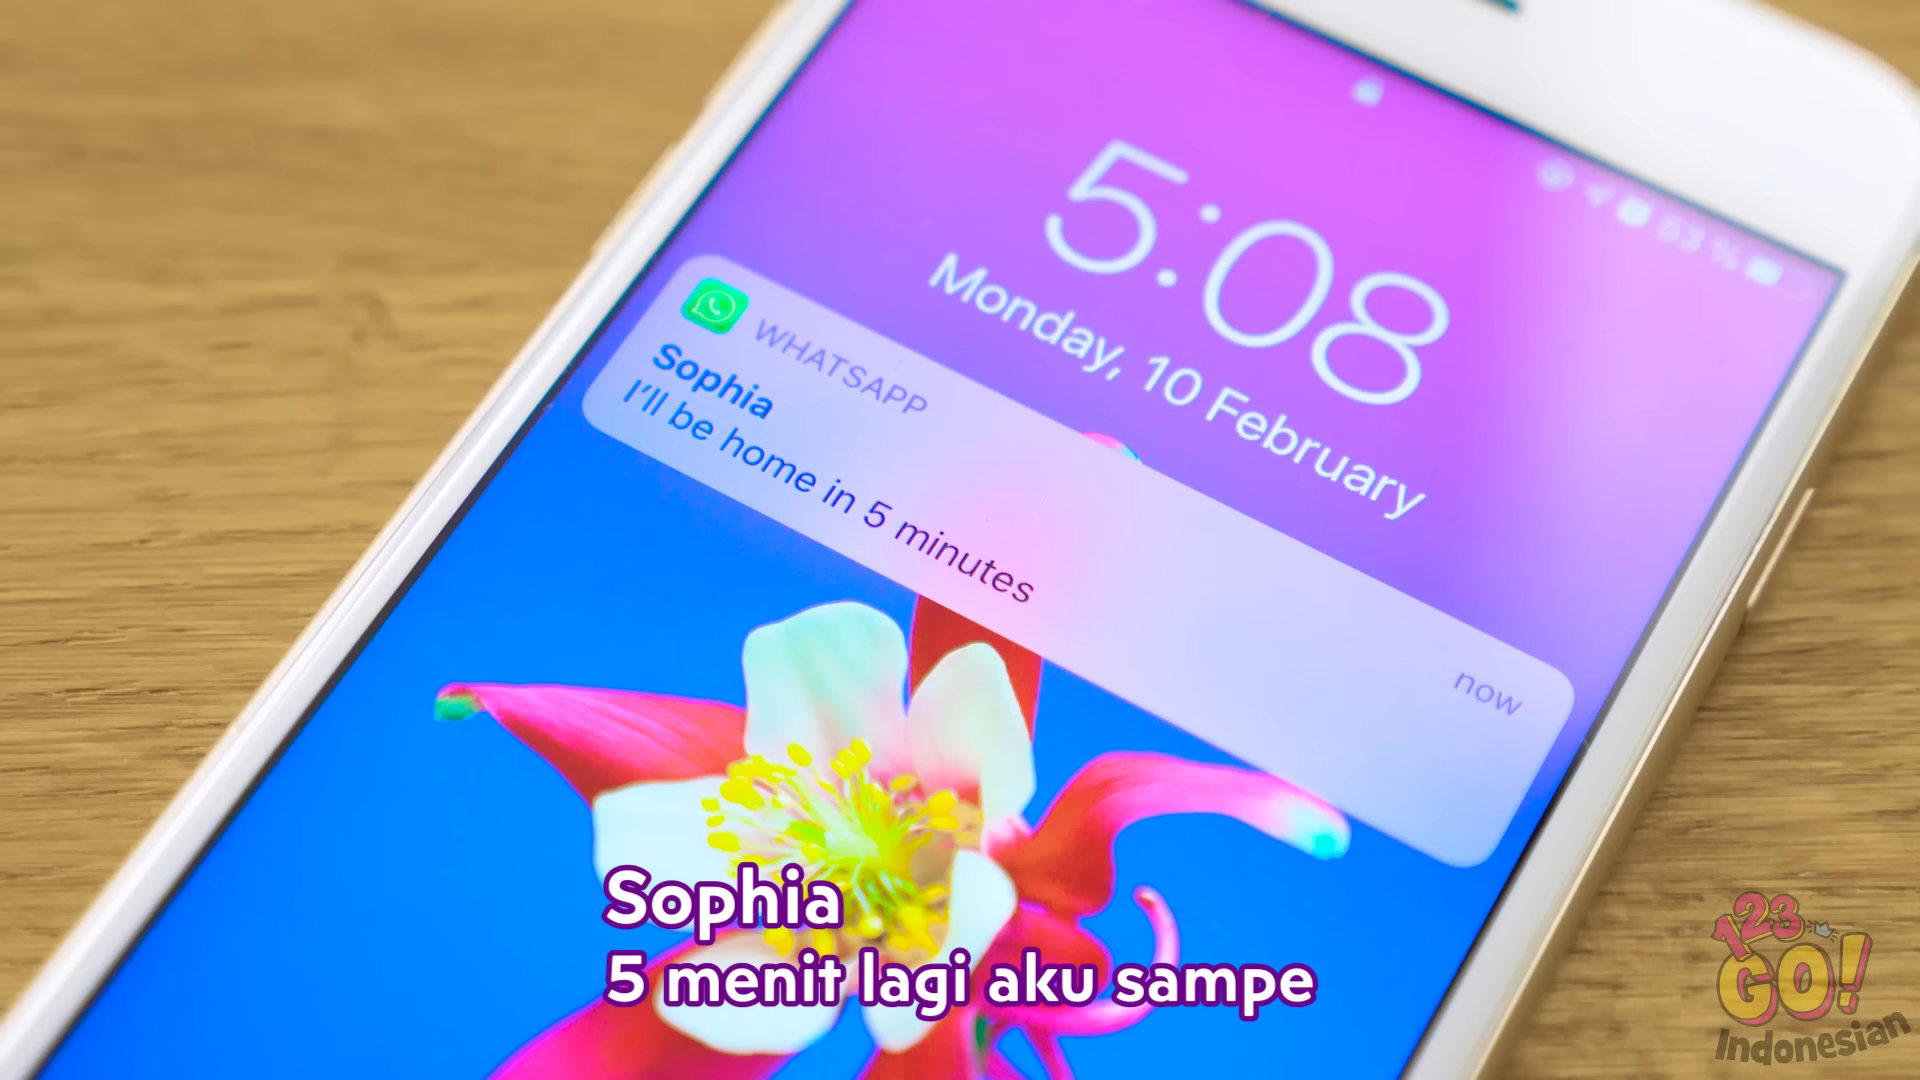 63 %
5:08
Monday, 10 February
WHATSAPP
now
Sophia
I'll be home in 5 minutes
Sophia
5 menit lagi aku sampe
123
GO!
Indonesian